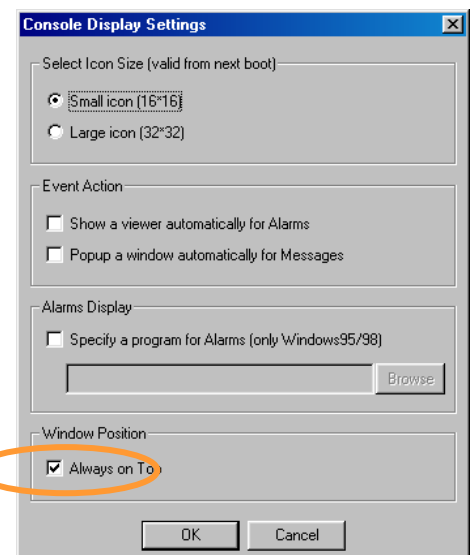 Console Display Settings
Select Icon Size (valid from next boot)
Small icon (16*16)
Large icon (32*32)
Event Action
Show a viewer automatically for Alarms
Popup a window automatically for Messages
Alarms Display
Specify a program for Alarms (only Windows95/98)
Browse
Window Position
Always on Top
OK
Cancel